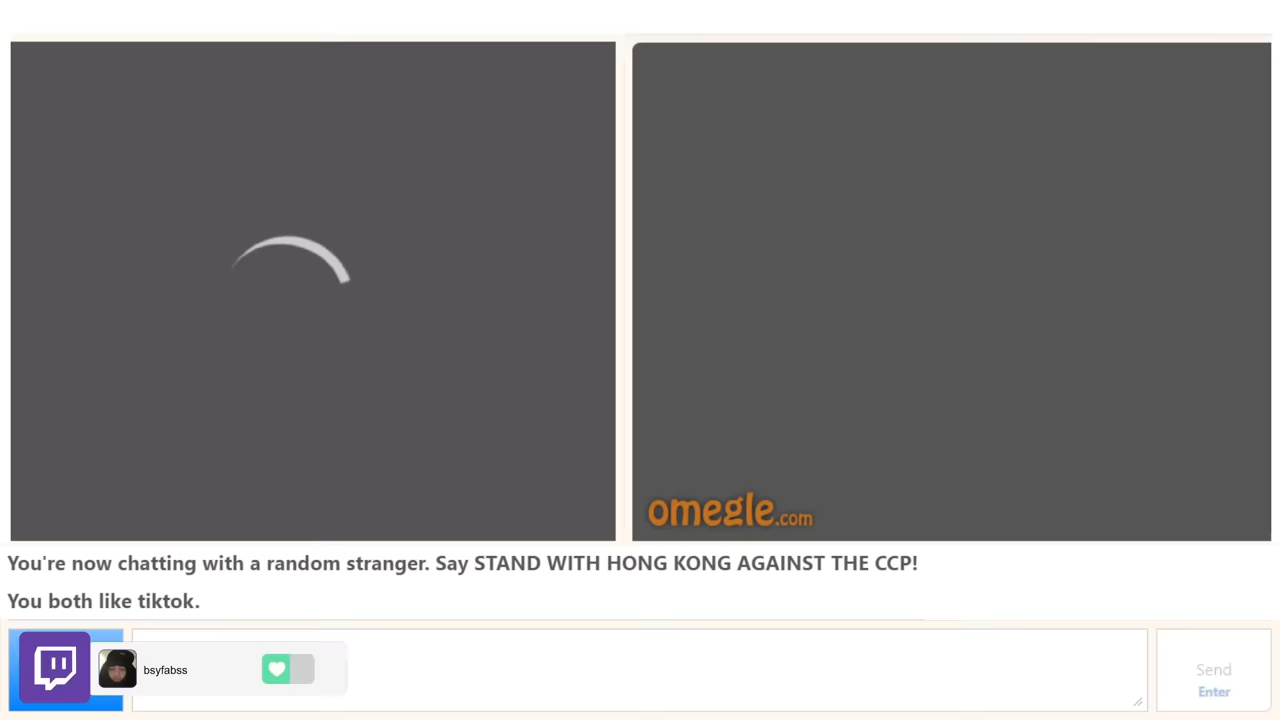 omegle.com
You're now chatting with a random stranger. Say STAND WITH HONG KONG AGAINST THE CCP!
You both like tiktok.
bsyfabss
Send
Enter